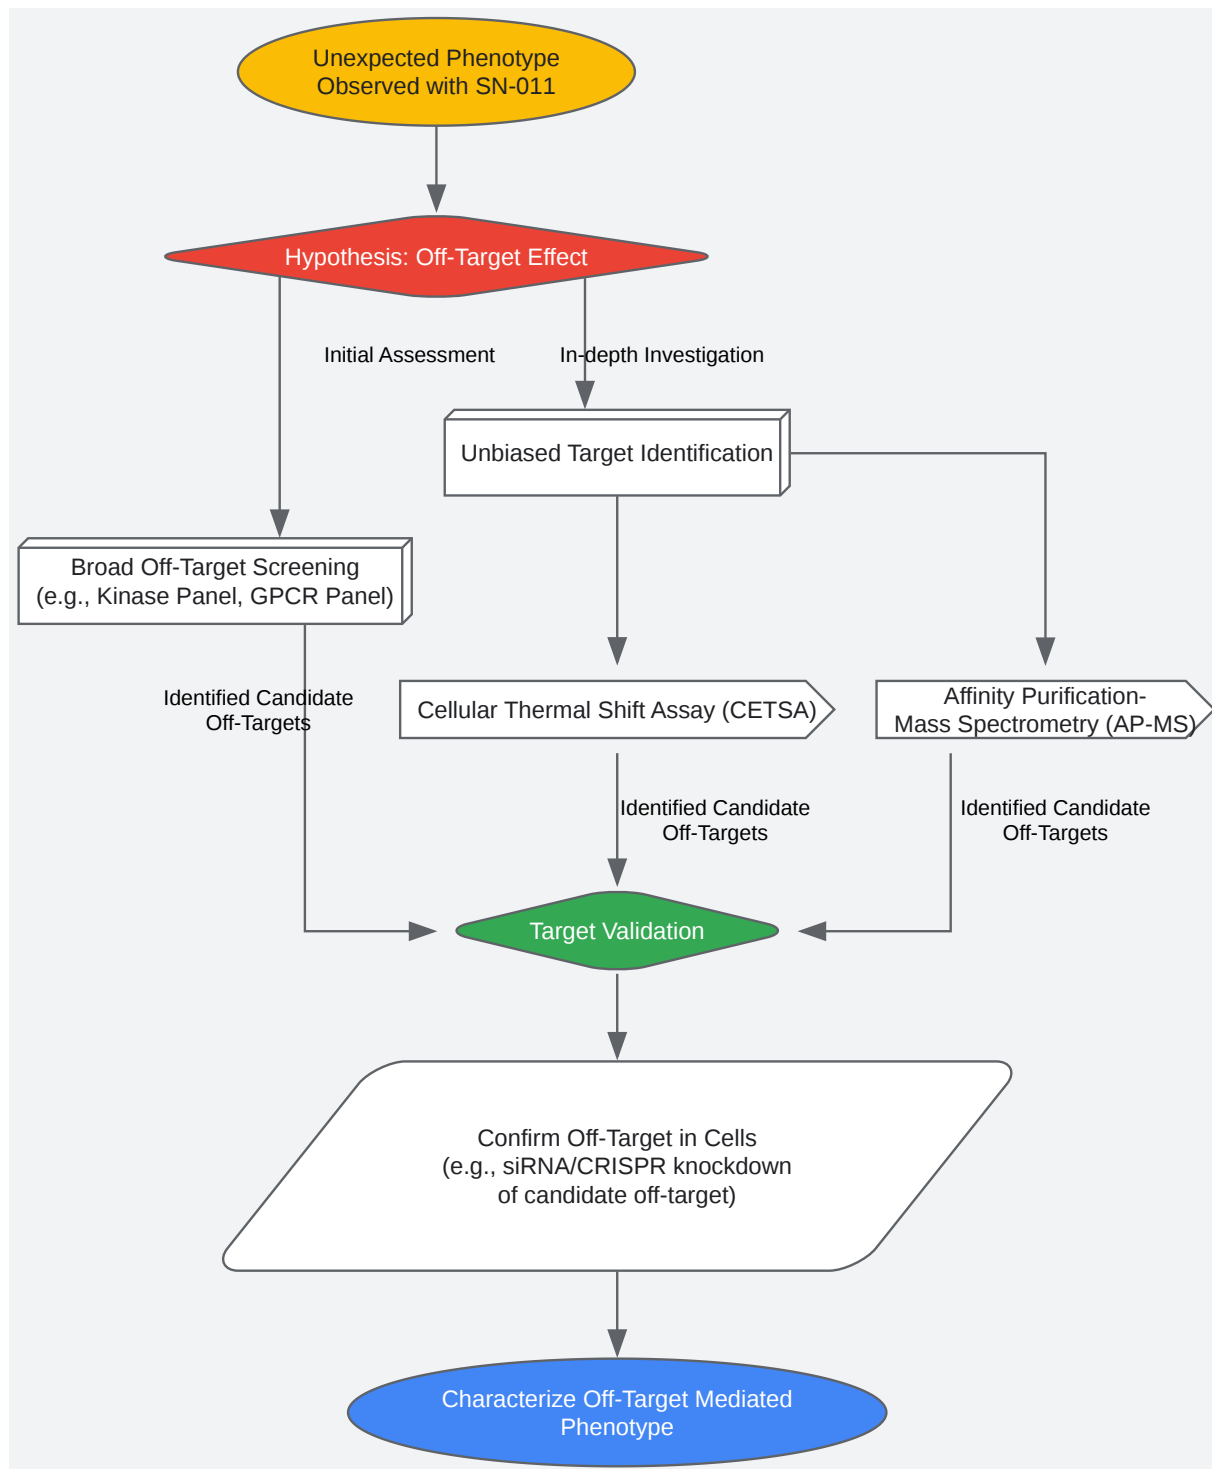 Unexpected Phenotype
Observed with SN-011
Hypothesis: Off-Target Effect
Initial Assessment
In-depth Investigation
Unbiased Target Identification
Broad Off-Target Screening
(e.g., Kinase Panel, GPCR Panel)
Identified Candidate
Off-Targets
Cellular Thermal Shift Assay (CETSA)
Affinity Purification-
Mass Spectrometry (AP-MS)
Identified Candidate
Off-Targets
Identified Candidate
Off-Targets
Target Validation
Confirm Off-Target in Cells
(e.g., siRNA/CRISPR knockdown
of candidate off-target)
Characterize Off-Target Mediated
Phenotype